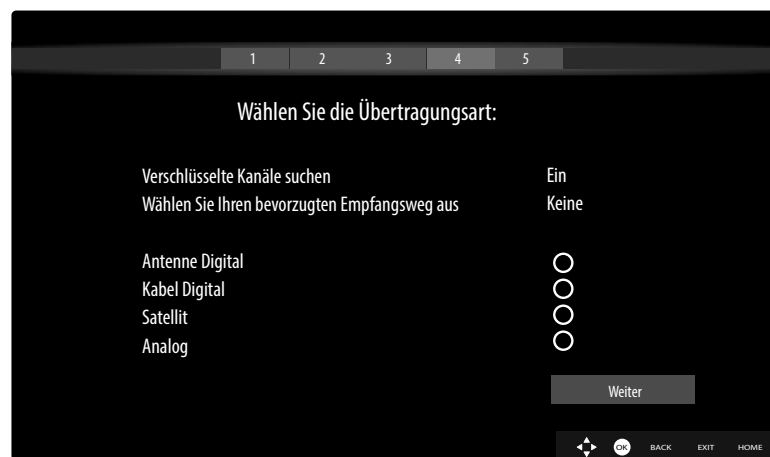 1 2 3 4 5
Wählen Sie die Übertragungsart:
Verschlüsselte Kanäle suchen Ein
Wählen Sie Ihren bevorzugten Empfangsweg aus Keine
Antenne Digital
Kabel Digital
Satellit
Analog
Weiter
OK BACK EXIT HOME